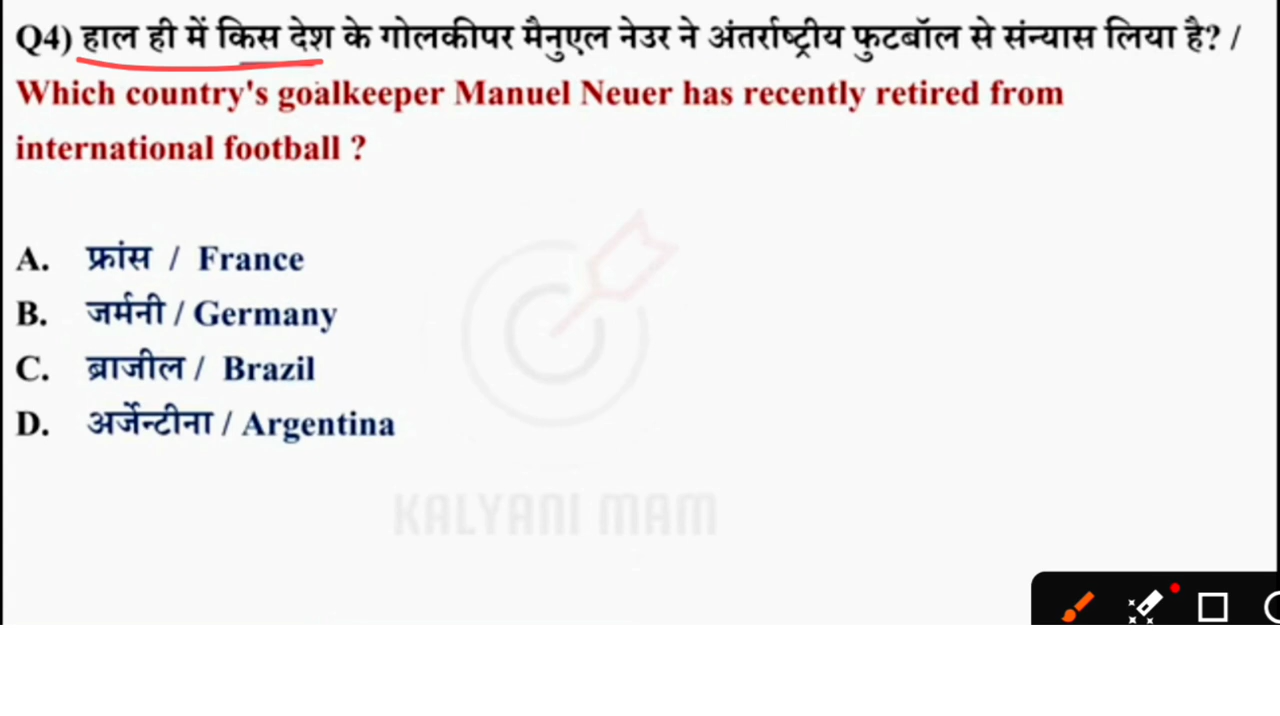 Q4) हाल ही में किस देश के गोलकीपर मैनुएल नेउर ने अंतर्राष्ट्रीय फुटबॉल से संन्यास लिया है? /
Which country's goalkeeper Manuel Neuer has recently retired from
international football ?
A. फ्रांस / France
B. जर्मनी / Germany
C. ब्राजील / Brazil
D. अर्जेन्टीना / Argentina
KALYANI MAM